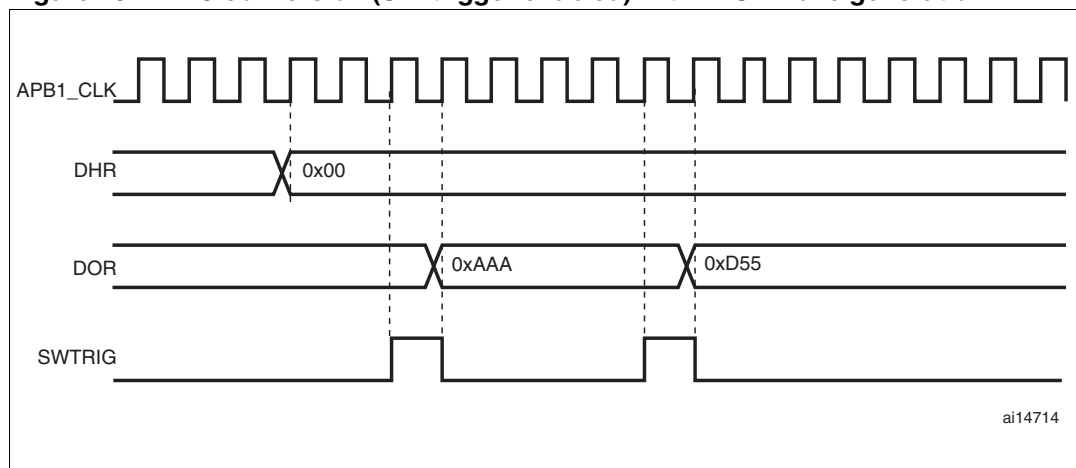 APB1_CLK
DHR
0x00
DOR
0xAAA
0xD55
SWTRIG
ai14714